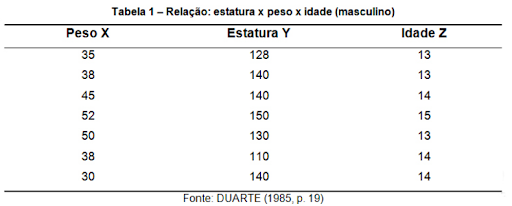 Tabela 1 – Relação: estatura x peso x idade (masculino)
Peso X Estatura Y Idade Z
35 128 13
38 140 13
45 140 14
52 150 15
50 130 13
38 110 14
30 140 14
Fonte: DUARTE (1985, p. 19)